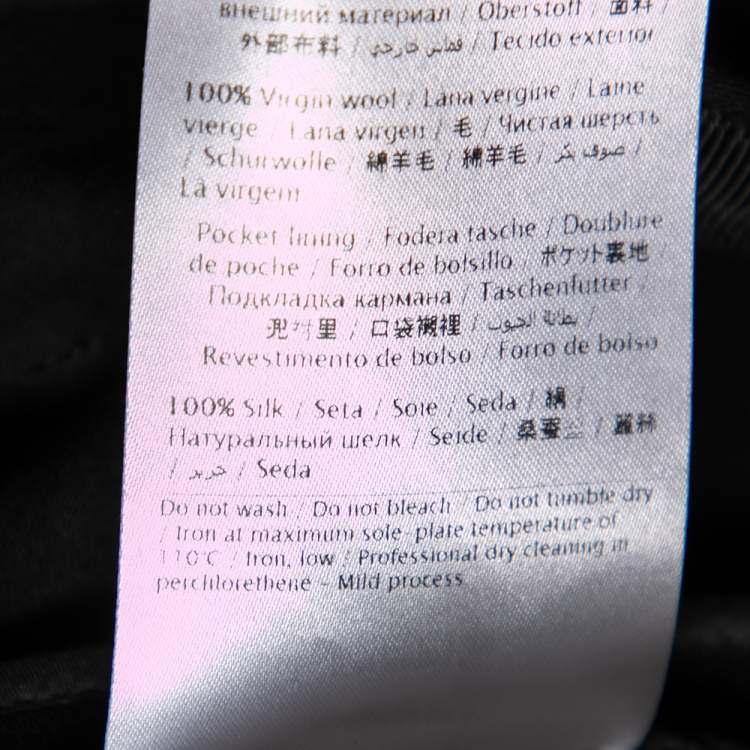 внешний материал / Oberstoff / 面料 /
外部布料 / قماش خارجي / Tecido exterior
100% Virgin wool / Lana vergine / Laine
vierge / Lana virgen / 毛 / Чистая шерсть
/ Schurwolle / 綿羊毛 / 綿羊毛 / صوف بكر /
Lã virgem
Pocket lining / Fodera tasche / Doublure
de poche / Forro de bolsillo / ポケット裏地 /
Подкладка кармана / Taschenfutter /
兜衬里 / 口袋襯裡 / بطانة الجيوب /
Revestimento de bolso / Forro de bolso
100% Silk / Seta / Soie / Seda / 絹 /
Натуральный шелк / Seide / 桑蚕丝 / 蠶絲
/ حرير / Seda
Do not wash / Do not bleach / Do not tumble dry
/ Iron at maximum sole-plate temperature of
110°C / Iron, low / Professional dry cleaning in
perchlorethene - Mild process